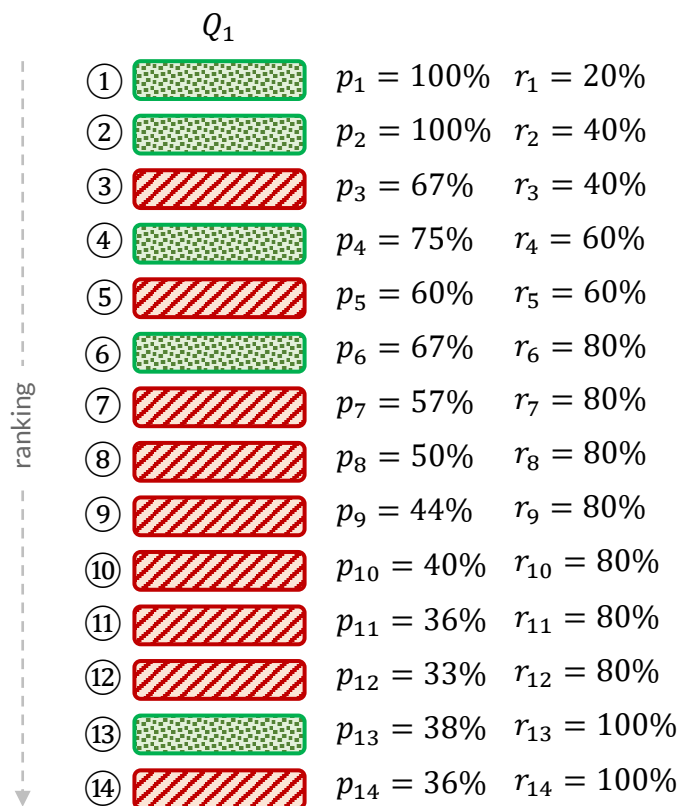 Q₁
① p₁ = 100% r₁ = 20%
② p₂ = 100% r₂ = 40%
③ p₃ = 67% r₃ = 40%
④ p₄ = 75% r₄ = 60%
⑤ p₅ = 60% r₅ = 60%
⑥ p₆ = 67% r₆ = 80%
⑦ p₇ = 57% r₇ = 80%
⑧ p₈ = 50% r₈ = 80%
⑨ p₉ = 44% r₉ = 80%
⑩ p₁₀ = 40% r₁₀ = 80%
⑪ p₁₁ = 36% r₁₁ = 80%
⑫ p₁₂ = 33% r₁₂ = 80%
⑬ p₁₃ = 38% r₁₃ = 100%
⑭ p₁₄ = 36% r₁₄ = 100%
ranking